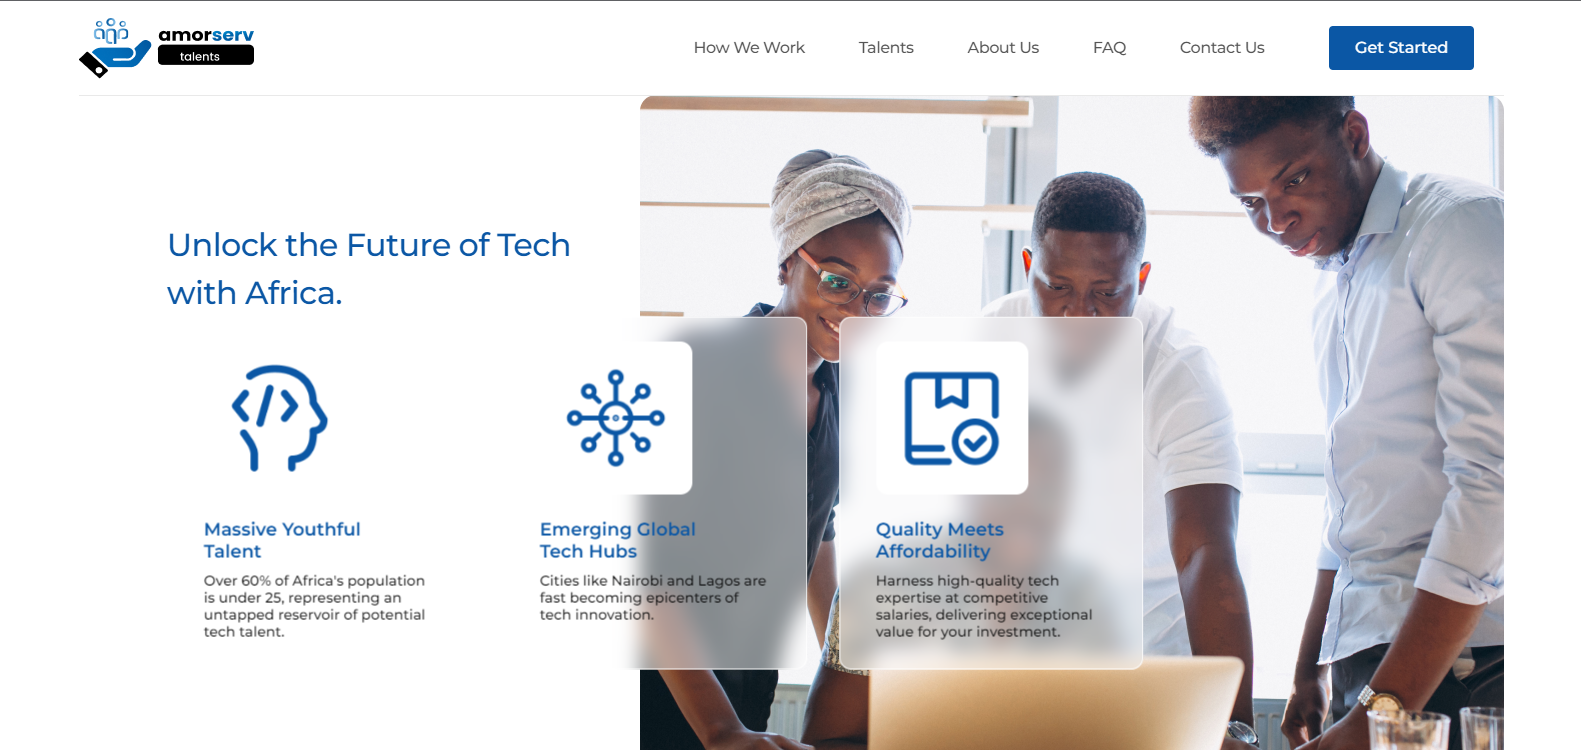 amorserv
talents
How We Work
Talents
About Us
FAQ
Contact Us
Get Started
Unlock the Future of Tech
with Africa.
Massive Youthful
Talent
Over 60% of Africa's population
is under 25, representing an
untapped reservoir of potential
tech talent.
Emerging Global
Tech Hubs
Cities like Nairobi and Lagos are
fast becoming epicenters of
tech innovation.
Quality Meets
Affordability
Harness high-quality tech
expertise at competitive
salaries, delivering exceptional
value for your investment.